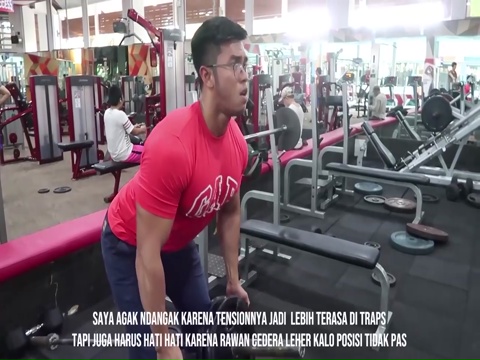 GAP
SAYA AGAK NDANGAK KARENA TENSIONNYA JADI LEBIH TERASA DI TRAPS
TAPI JUGA HARUS HATI HATI KARENA RAWAN CEDERA LEHER KALO POSISI TIDAK PAS